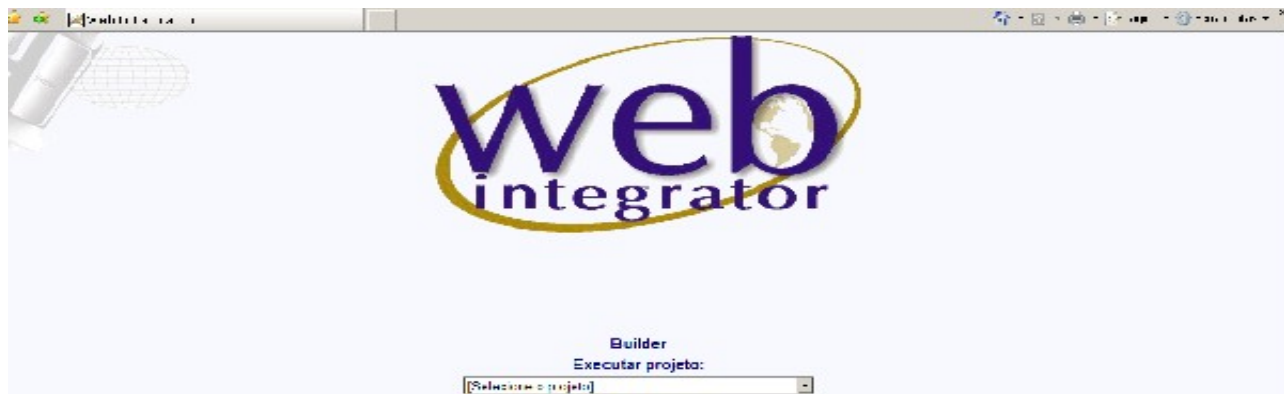 web
integrator
Builder
Executar projeto:
[Selecione o projeto]